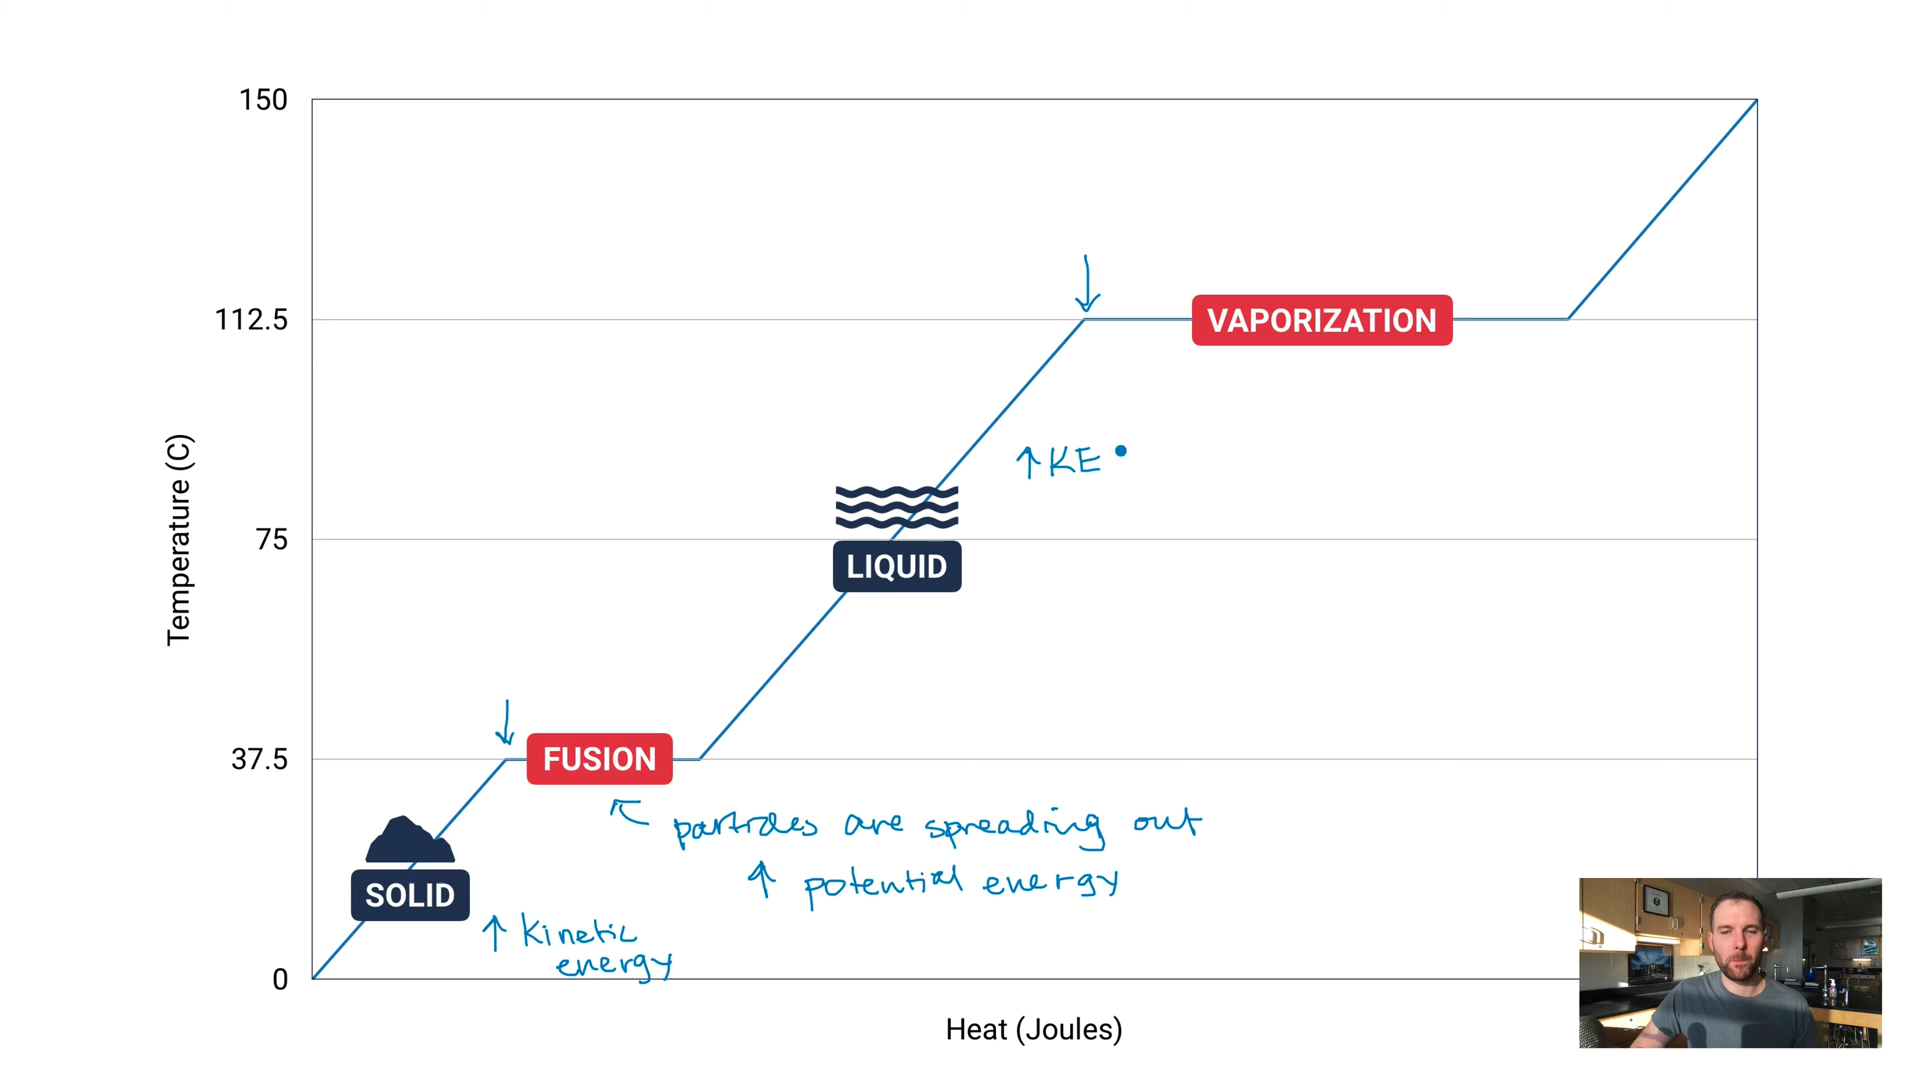 150
112.5
VAPORIZATION
↑ KE
75
LIQUID
Temperature (C)
37.5
FUSION
particles are spreading out
↑ potential energy
SOLID
↑ Kinetic
energy
0
Heat (Joules)